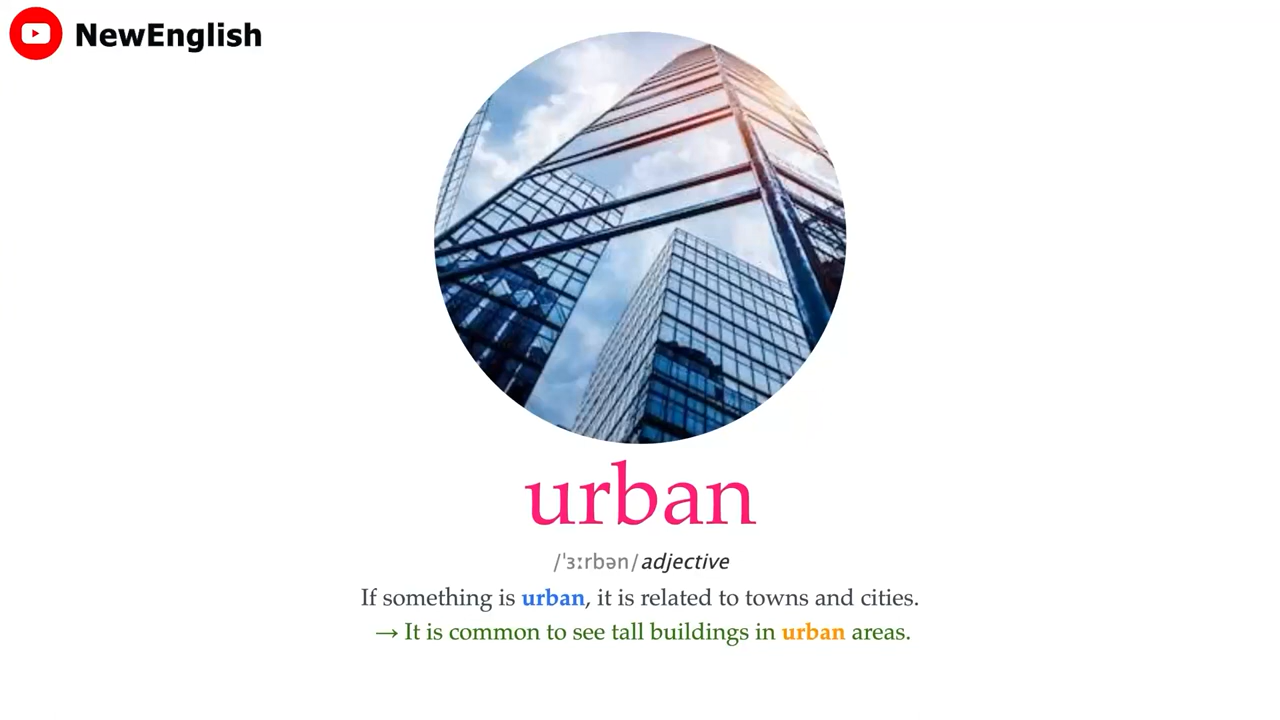 NewEnglish
urban
/ˈɜːrbən/ adjective
If something is urban, it is related to towns and cities.
→ It is common to see tall buildings in urban areas.